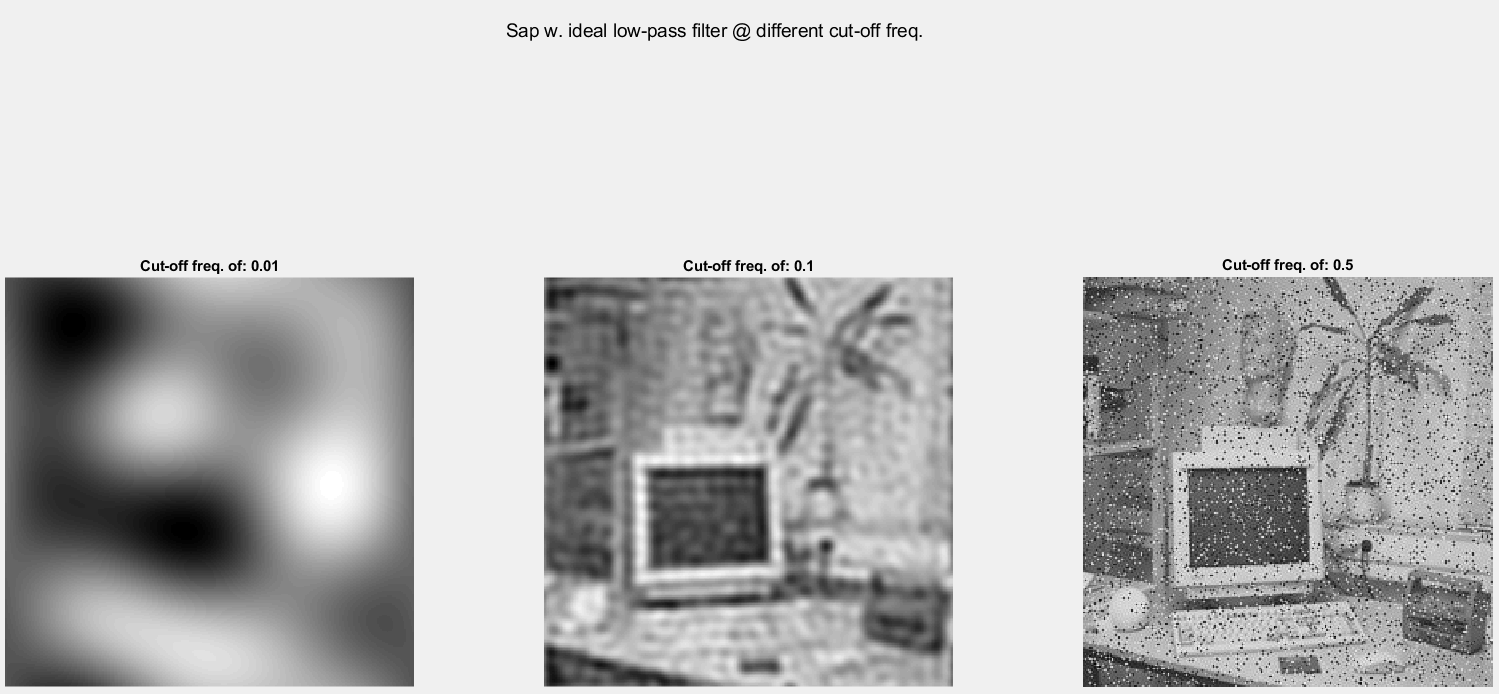 Sap w. ideal low-pass filter @ different cut-off freq.
Cut-off freq. of: 0.01
Cut-off freq. of: 0.1
Cut-off freq. of: 0.5